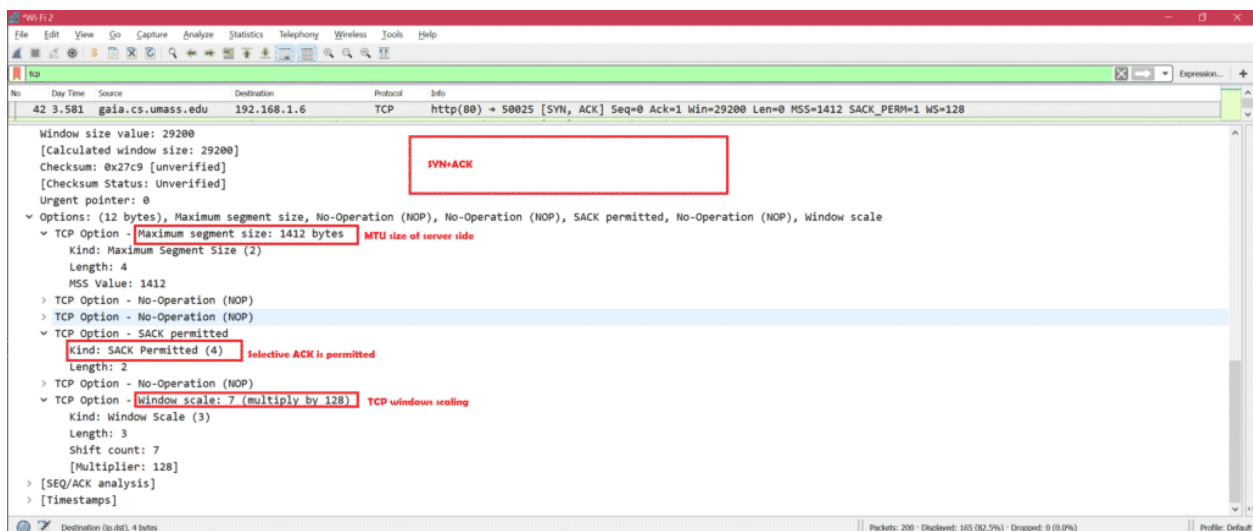 *Wi-Fi 2
File Edit View Go Capture Analyze Statistics Telephony Wireless Tools Help
tcp Expression... +
No Day Time Source Destination Protocol Info
42 3.581 gaia.cs.umass.edu 192.168.1.6 TCP http(80) → 50025 [SYN, ACK] Seq=0 Ack=1 Win=29200 Len=0 MSS=1412 SACK_PERM=1 WS=128
Window size value: 29200
[Calculated window size: 29200]
SYN+ACK
Checksum: 0x27c9 [unverified]
[Checksum Status: Unverified]
Urgent pointer: 0
Options: (12 bytes), Maximum segment size, No-Operation (NOP), No-Operation (NOP), SACK permitted, No-Operation (NOP), Window scale
TCP Option - Maximum segment size: 1412 bytes MTU size of server side
Kind: Maximum Segment Size (2)
Length: 4
MSS Value: 1412
TCP Option - No-Operation (NOP)
TCP Option - No-Operation (NOP)
TCP Option - SACK permitted
Kind: SACK Permitted (4) Selective ACK is permitted
Length: 2
TCP Option - No-Operation (NOP)
TCP Option - Window scale: 7 (multiply by 128) TCP windows scaling
Kind: Window Scale (3)
Length: 3
Shift count: 7
[Multiplier: 128]
[SEQ/ACK analysis]
[Timestamps]
Destination (ip.dst), 4 bytes Packets: 200 · Displayed: 165 (82.5%) · Dropped: 0 (0.0%) Profile: Default